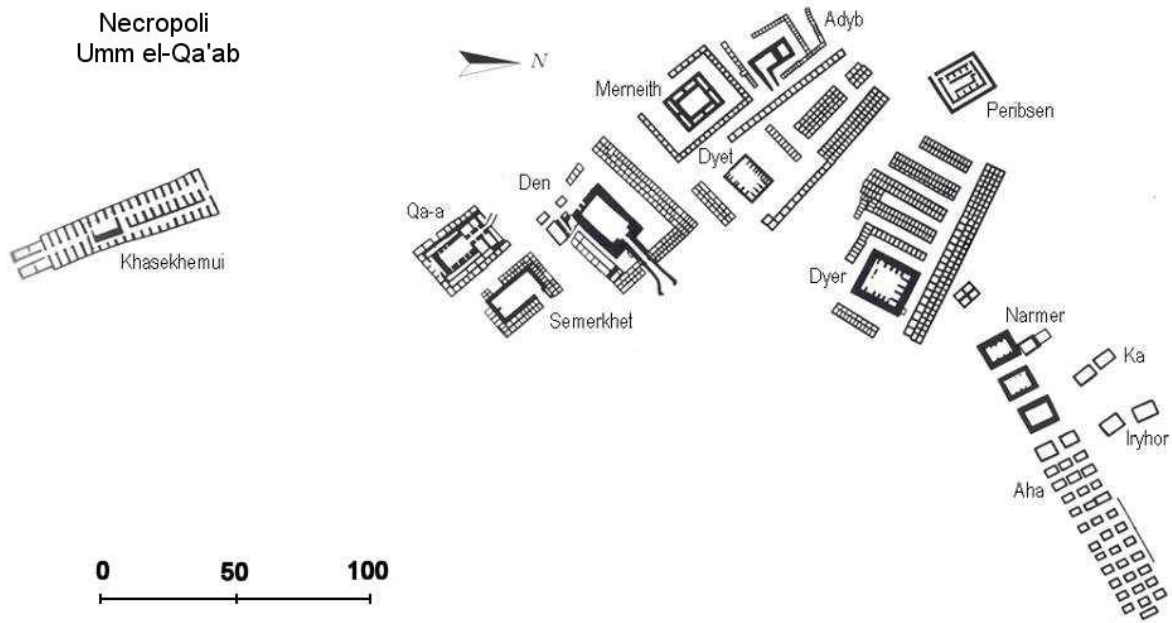 Necropoli
Umm el-Qa'ab
N
Adyb
Merneith
Peribsen
Dyet
Den
Qa-a
Khasekhemui
Dyer
Semerkhet
Narmer
Ka
Iryhor
Aha
0 50 100